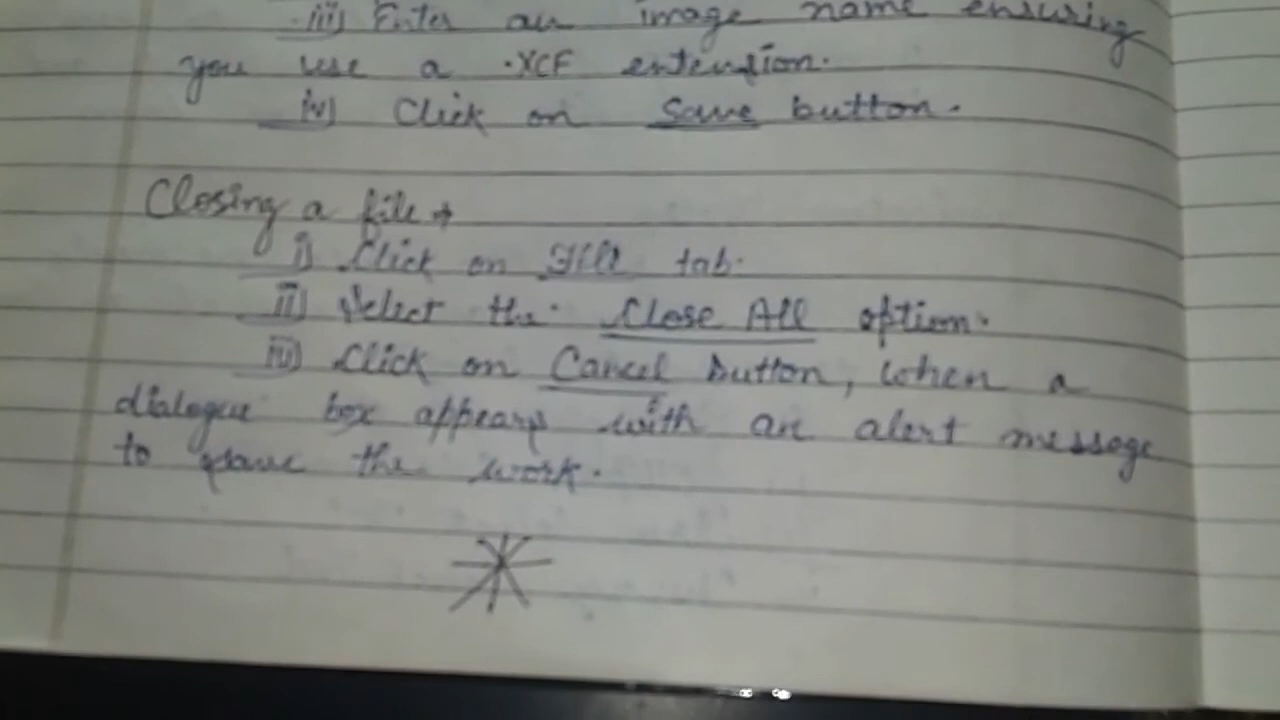 iii) Enter an image name ensuring
you use a .XCF extention.
iv) Click on Save button.
Closing a file →
i) Click on File tab.
ii) Select the Close All option.
iii) Click on Cancel button, when a
dialogue box appears with an alert message
to save the work.